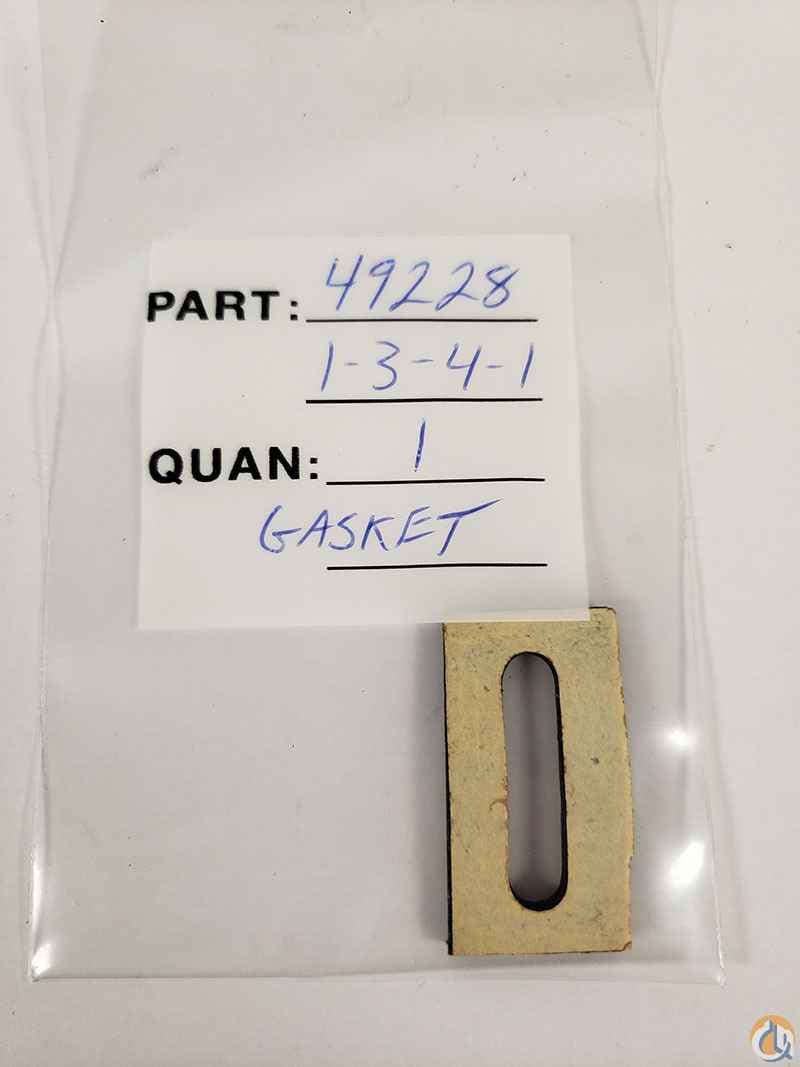 PART: 49228
1-3-4-1
QUAN: 1
GASKET